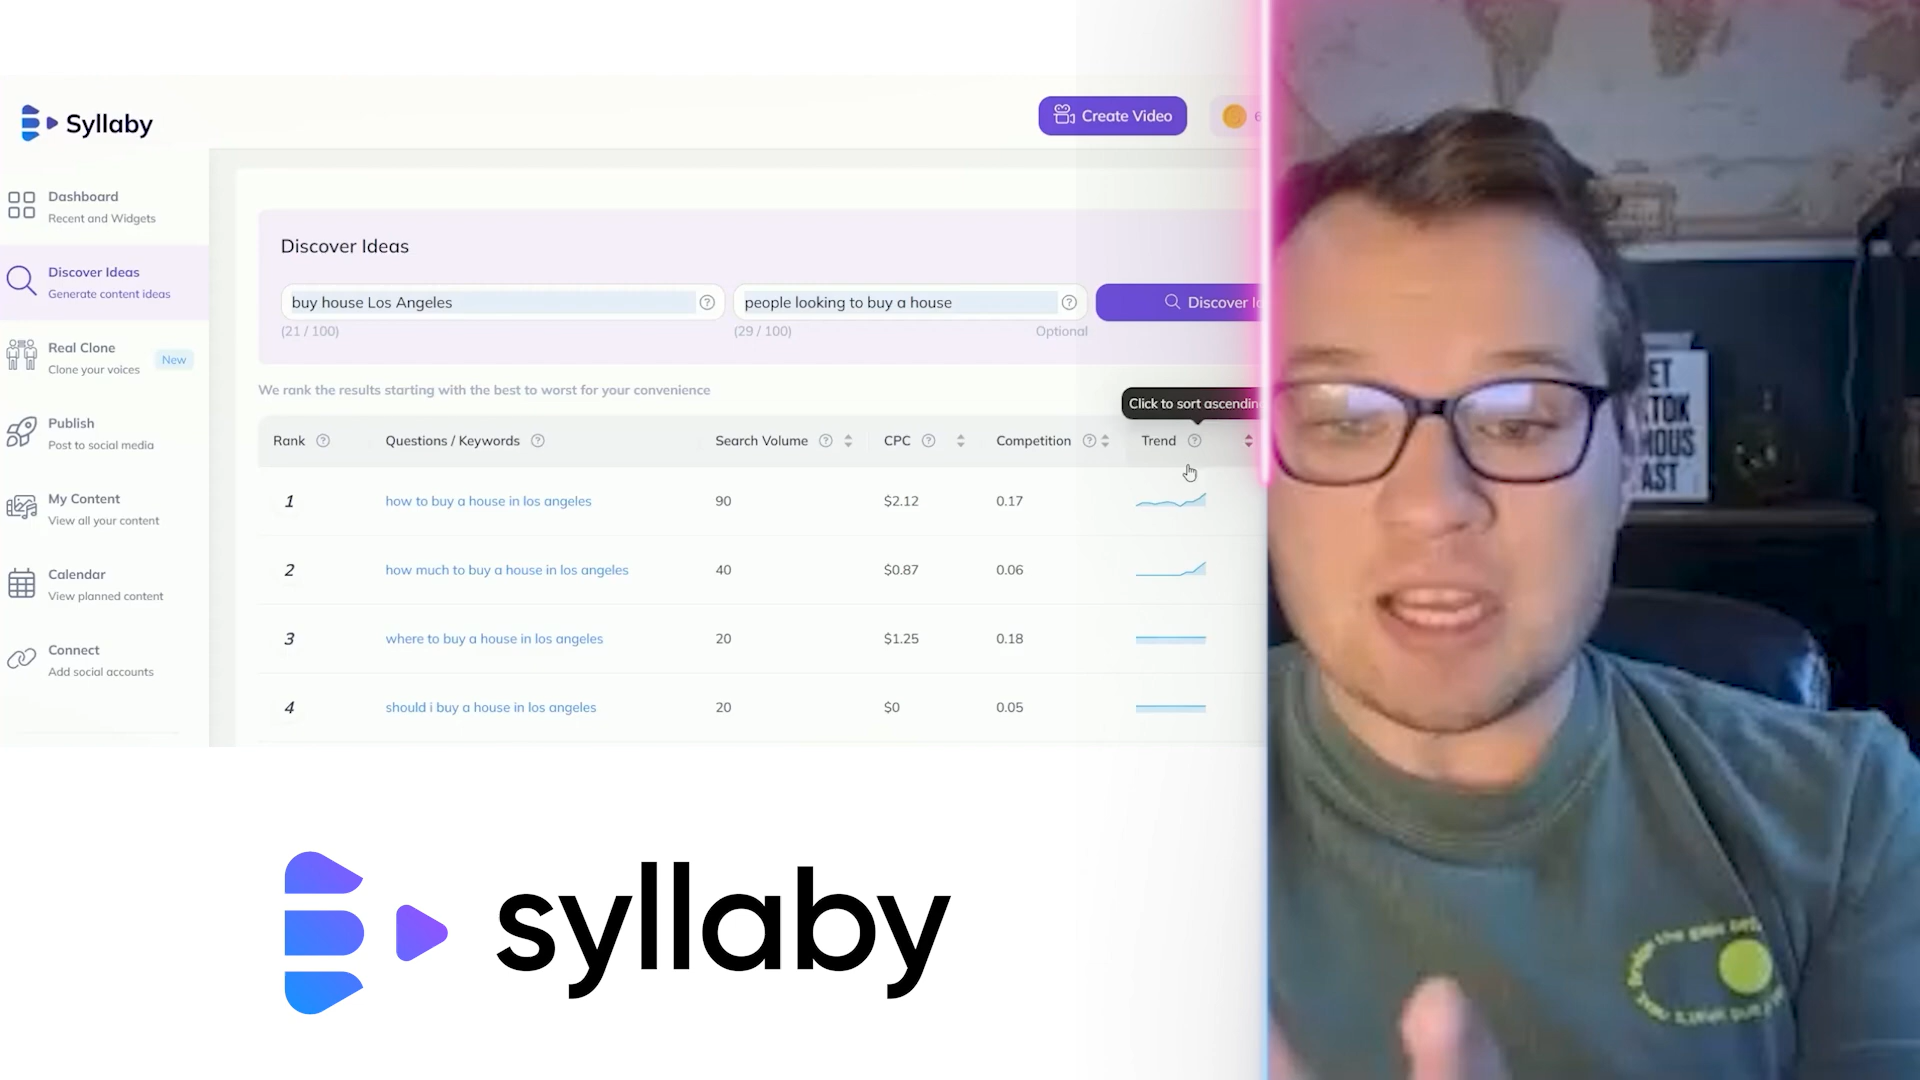 Syllaby
Create Video
6
Dashboard
Recent and Widgets
Discover Ideas
Generate content ideas
Real Clone
Clone your voices
New
Publish
Post to social media
My Content
View all your content
Calendar
View planned content
Connect
Add social accounts
Discover Ideas
buy house Los Angeles
people looking to buy a house
Discover
(21 / 100)
(29 / 100)
Optional
We rank the results starting with the best to worst for your convenience
Click to sort ascendin
Rank
Questions / Keywords
Search Volume
CPC
Competition
Trend
1 how to buy a house in los angeles 90 $2.12 0.17
2 how much to buy a house in los angeles 40 $0.87 0.06
3 where to buy a house in los angeles 20 $1.25 0.18
4 should i buy a house in los angeles 20 $0 0.05
syllaby